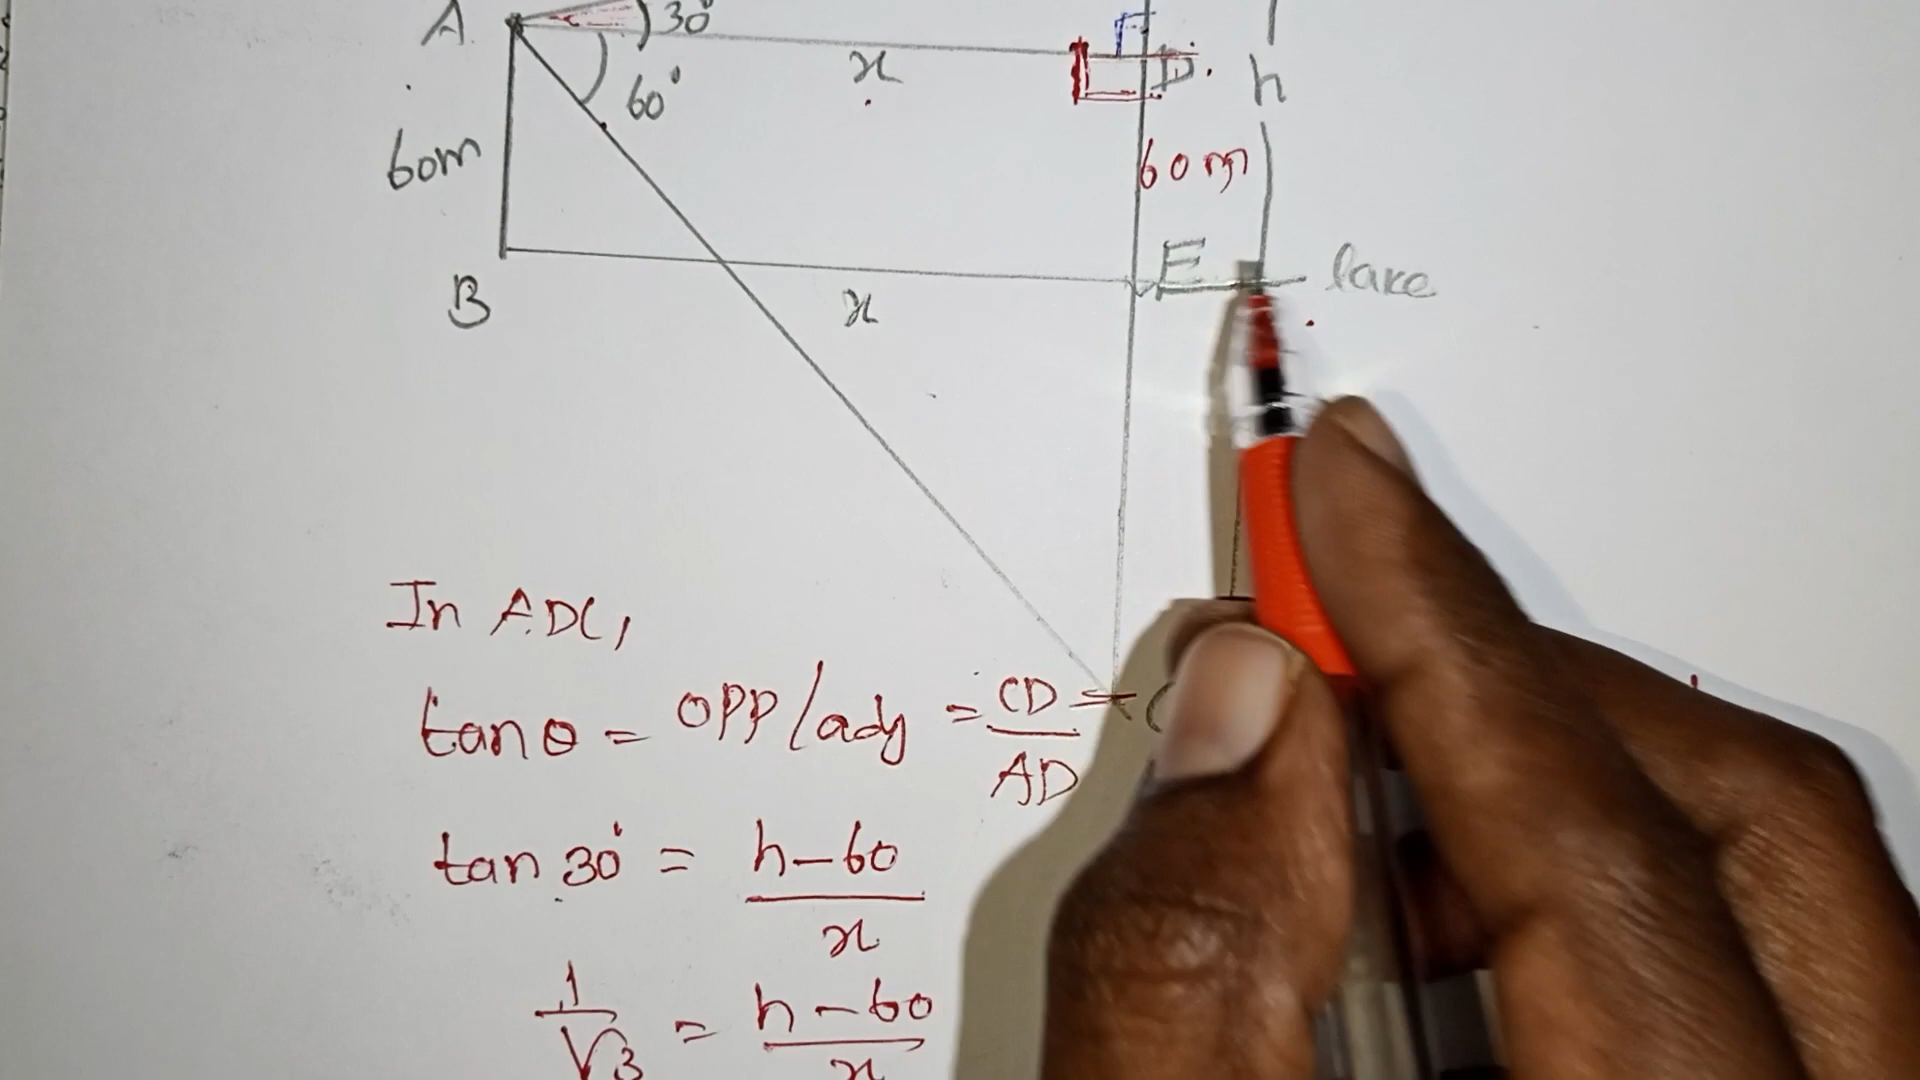 A 30°
x D. h
60°
60m 60m
E lake
B x
In ADC,
tan θ = opp/adj = CD =
AD
tan 30° = h-60
x
1 = h-60
√3 x